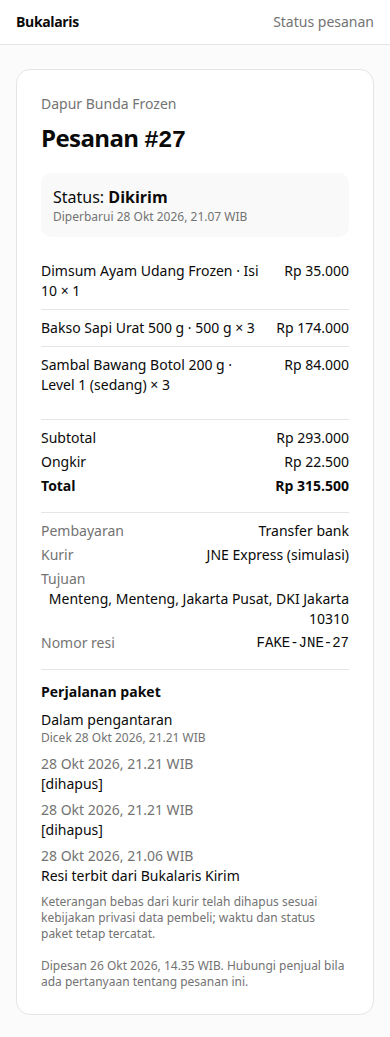 Bukalaris
Status pesanan
Dapur Bunda Frozen
Pesanan #27
Status: Dikirim
Diperbarui 28 Okt 2026, 21.07 WIB
Dimsum Ayam Udang Frozen · Isi 10 × 1
Rp 35.000
Bakso Sapi Urat 500 g · 500 g × 3
Rp 174.000
Sambal Bawang Botol 200 g · Level 1 (sedang) × 3
Rp 84.000
Subtotal Rp 293.000
Ongkir Rp 22.500
Total Rp 315.500
Pembayaran Transfer bank
Kurir JNE Express (simulasi)
Tujuan
Menteng, Menteng, Jakarta Pusat, DKI Jakarta
10310
Nomor resi FAKE-JNE-27
Perjalanan paket
Dalam pengantaran
Dicek 28 Okt 2026, 21.21 WIB
28 Okt 2026, 21.21 WIB
[dihapus]
28 Okt 2026, 21.21 WIB
[dihapus]
28 Okt 2026, 21.06 WIB
Resi terbit dari Bukalaris Kirim
Keterangan bebas dari kurir telah dihapus sesuai
kebijakan privasi data pembeli; waktu dan status
paket tetap tercatat.
Dipesan 26 Okt 2026, 14.35 WIB. Hubungi penjual bila
ada pertanyaan tentang pesanan ini.